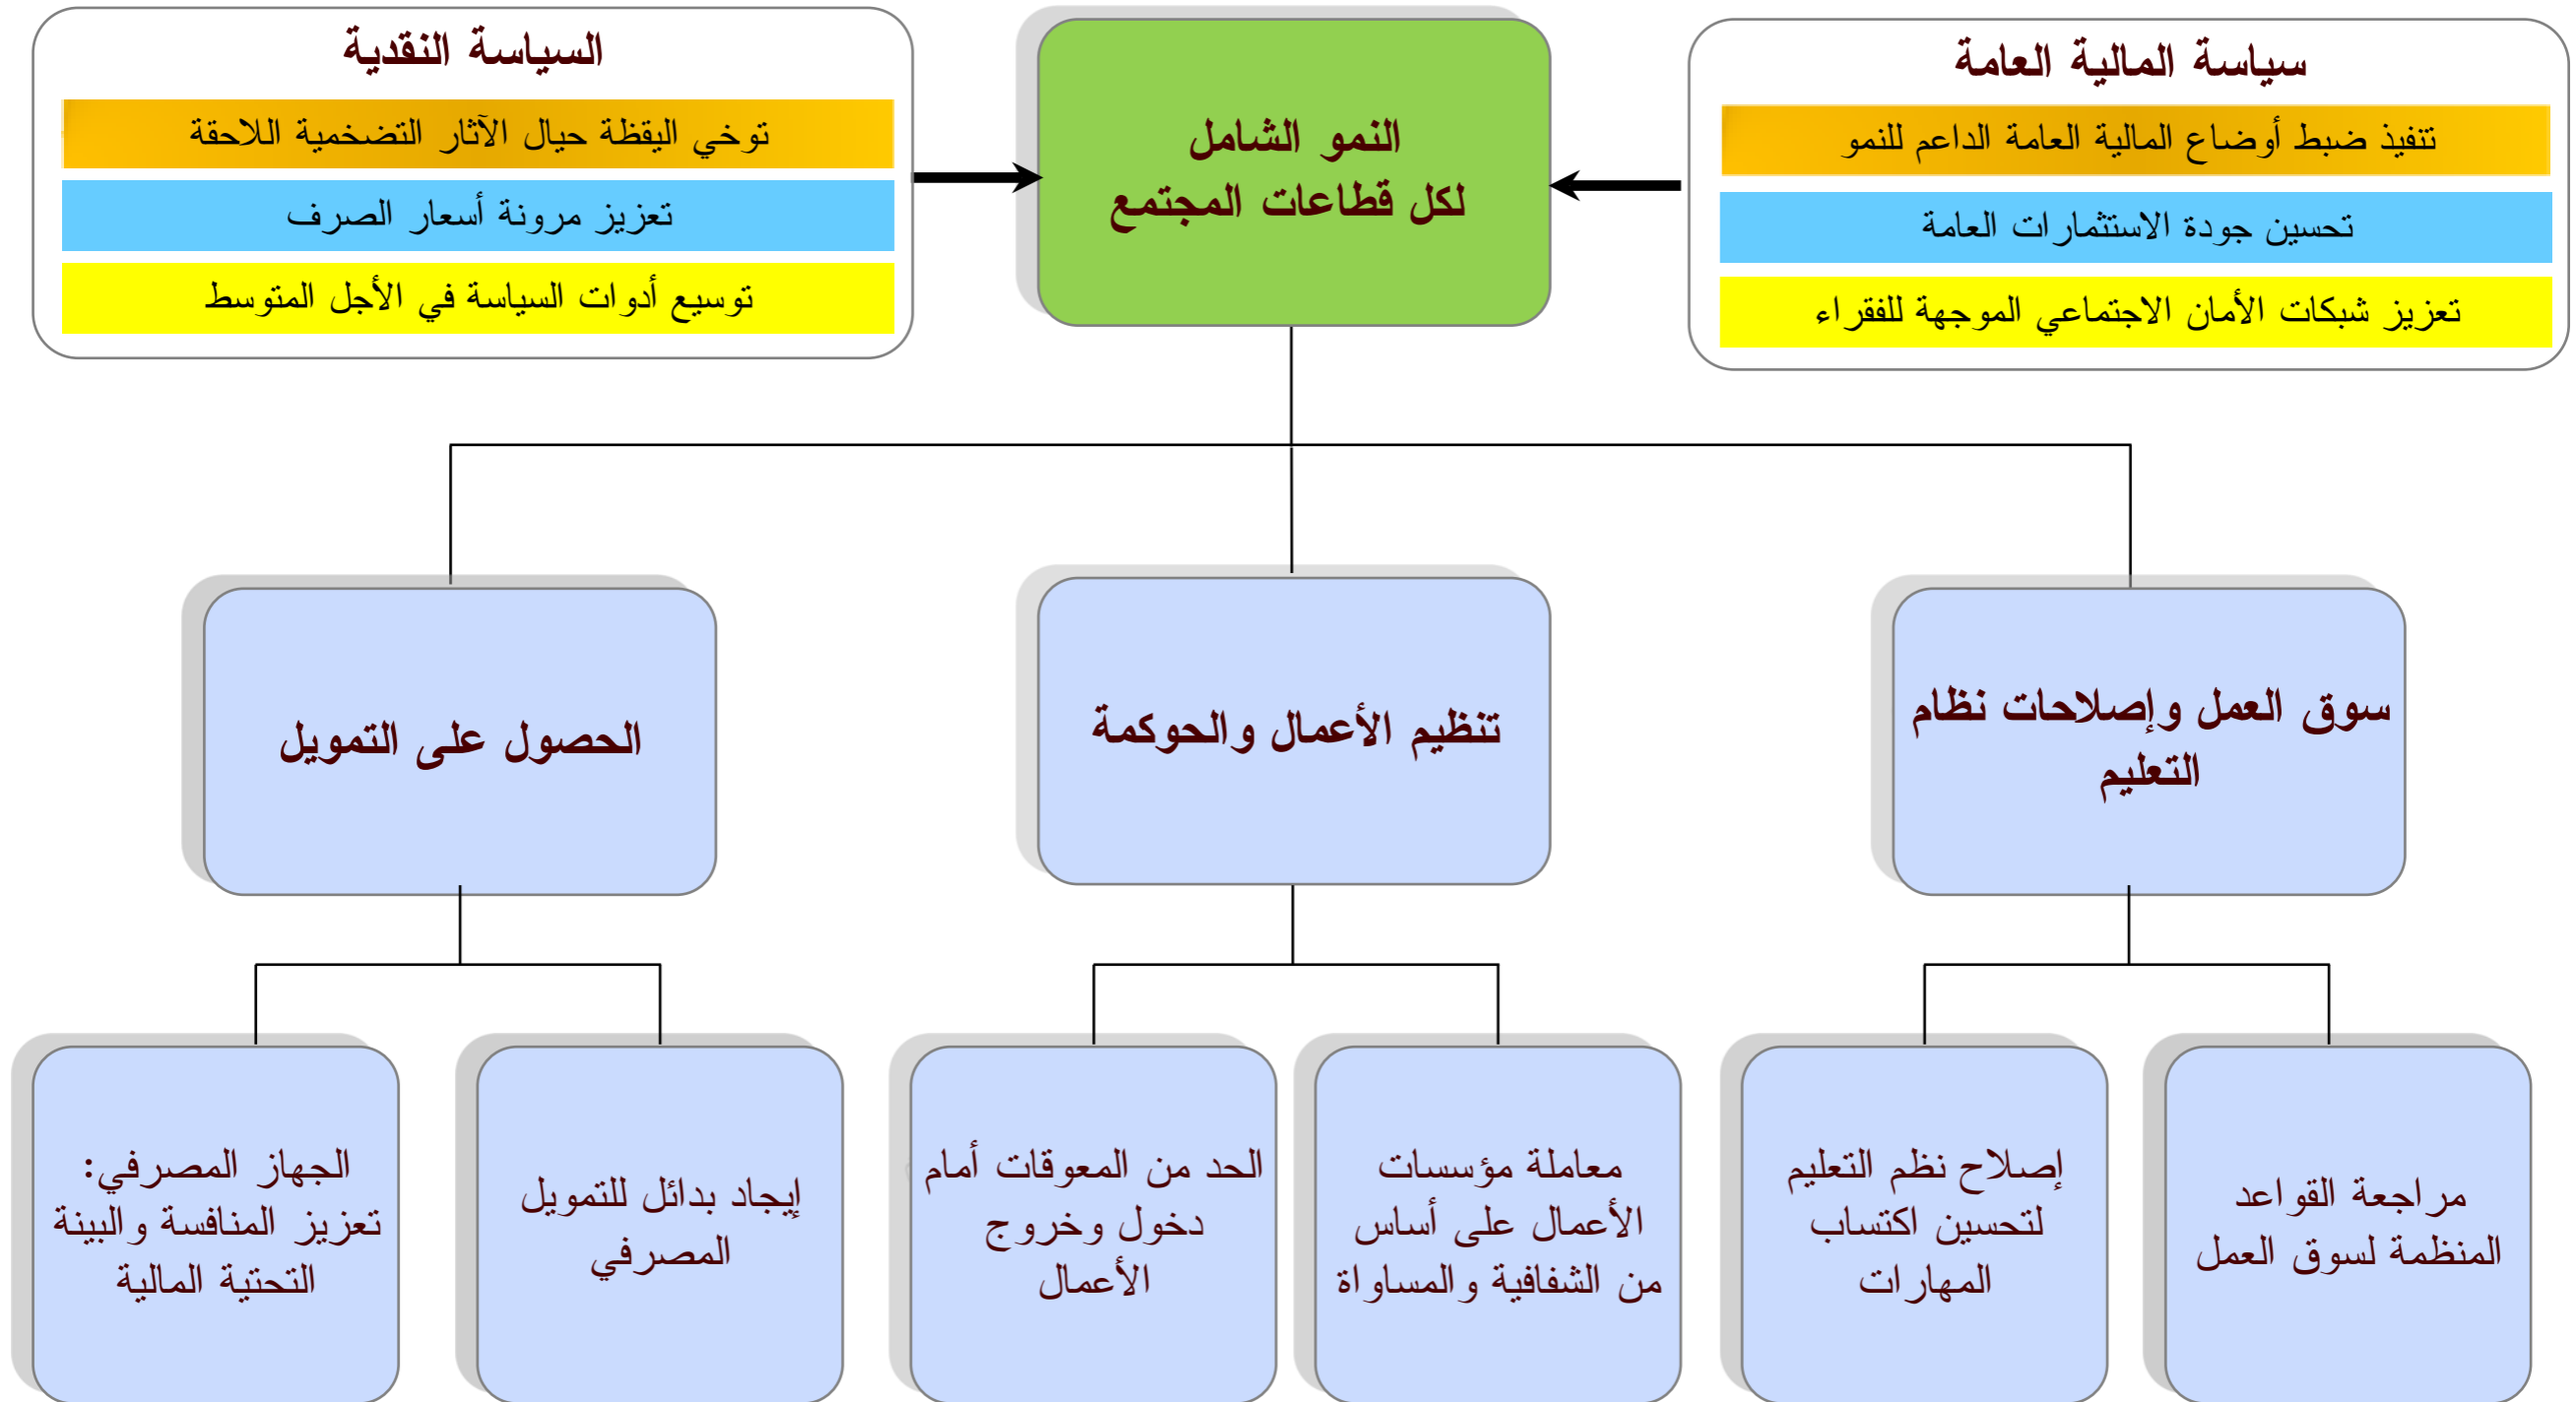 سياسة المالية العامة
تنفيذ ضبط أوضاع المالية العامة الداعم للنمو
تحسين جودة الاستثمارات العامة
تعزيز شبكات الأمان الاجتماعي الموجهة للفقراء
النمو الشامل
لكل قطاعات المجتمع
السياسة النقدية
توخي اليقظة حيال الآثار التضخمية اللاحقة
تعزيز مرونة أسعار الصرف
توسيع أدوات السياسة في الأجل المتوسط
سوق العمل وإصلاحات نظام
التعليم
تنظيم الأعمال والحوكمة
الحصول على التمويل
مراجعة القواعد
المنظمة لسوق العمل
إصلاح نظم التعليم
لتحسين اكتساب
المهارات
معاملة مؤسسات
الأعمال على أساس
من الشفافية والمساواة
الحد من المعوقات أمام
دخول وخروج
الأعمال
إيجاد بدائل للتمويل
المصرفي
الجهاز المصرفي:
تعزيز المنافسة والبينة
التحتية المالية